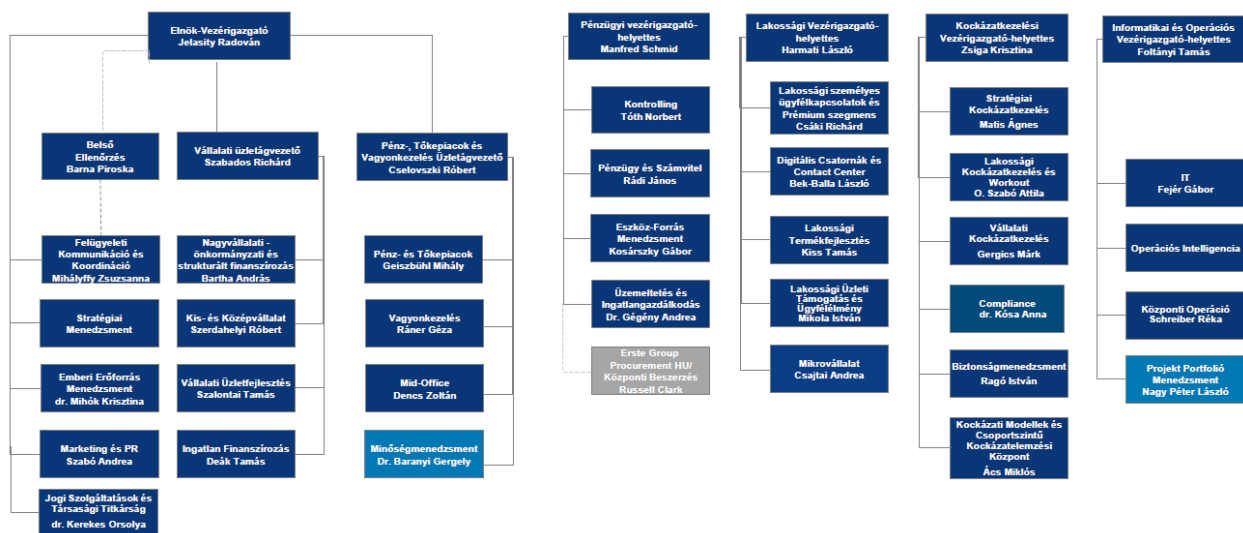 Elnök-Vezérigazgató
Jelasity Radován
Belső
Ellenőrzés
Barna Piroska
Vállalati üzletágvezető
Szabados Richárd
Pénz-, Tőkepiacok és
Vagyonkezelés Üzletágvezető
Cselovszki Róbert
Felügyeleti
Kommunikáció és
Koordináció
Mihályffy Zsuzsanna
Nagyvállalati -
önkormányzati és
strukturált finanszírozás
Bartha András
Pénz- és Tőkepiacok
Geiszbühl Mihály
Stratégiai
Menedzsment
Kis- és Középvállalat
Szerdahelyi Róbert
Vagyonkezelés
Ráner Géza
Emberi Erőforrás
Menedzsment
dr. Mihók Krisztina
Vállalati Üzletfejlesztés
Szalontai Tamás
Mid-Office
Dencs Zoltán
Marketing és PR
Szabó Andrea
Ingatlan Finanszírozás
Deák Tamás
Minőségmenedzsment
Dr. Baranyi Gergely
Jogi Szolgáltatások és
Társasági Titkárság
dr. Kerekes Orsolya
Pénzügyi vezérigazgató-
helyettes
Manfred Schmid
Kontrolling
Tóth Norbert
Pénzügy és Számvitel
Rádi János
Eszköz-Forrás
Menedzsment
Kosárszky Gábor
Üzemeltetés és
Ingatlangazdálkodás
Dr. Gégény Andrea
Erste Group
Procurement HU/
Központi Beszerzés
Russell Clark
Lakossági Vezérigazgató-
helyettes
Harmati László
Lakossági személyes
ügyfélkapcsolatok és
Prémium szegmens
Csáki Richárd
Digitális Csatornák és
Contact Center
Bek-Balla László
Lakossági
Termékfejlesztés
Kiss Tamás
Lakossági Üzleti
Támogatás és
Ügyfélélmény
Mikola István
Mikrovállalat
Csajtai Andrea
Kockázatkezelési
Vezérigazgató-helyettes
Zsiga Krisztina
Stratégiai
Kockázatkezelés
Matis Ágnes
Lakossági
Kockázatkezelés és
Workout
O. Szabó Attila
Vállalati
Kockázatkezelés
Gergics Márk
Compliance
dr. Kósa Anna
Biztonságmenedzsment
Ragó István
Kockázati Modellek és
Csoportszintű
Kockázatelemzési
Központ
Ács Miklós
Informatikai és Operációs
Vezérigazgató-helyettes
Foltányi Tamás
IT
Fejér Gábor
Operációs Intelligencia
Központi Operáció
Schreiber Réka
Projekt Portfolió
Menedzsment
Nagy Péter László